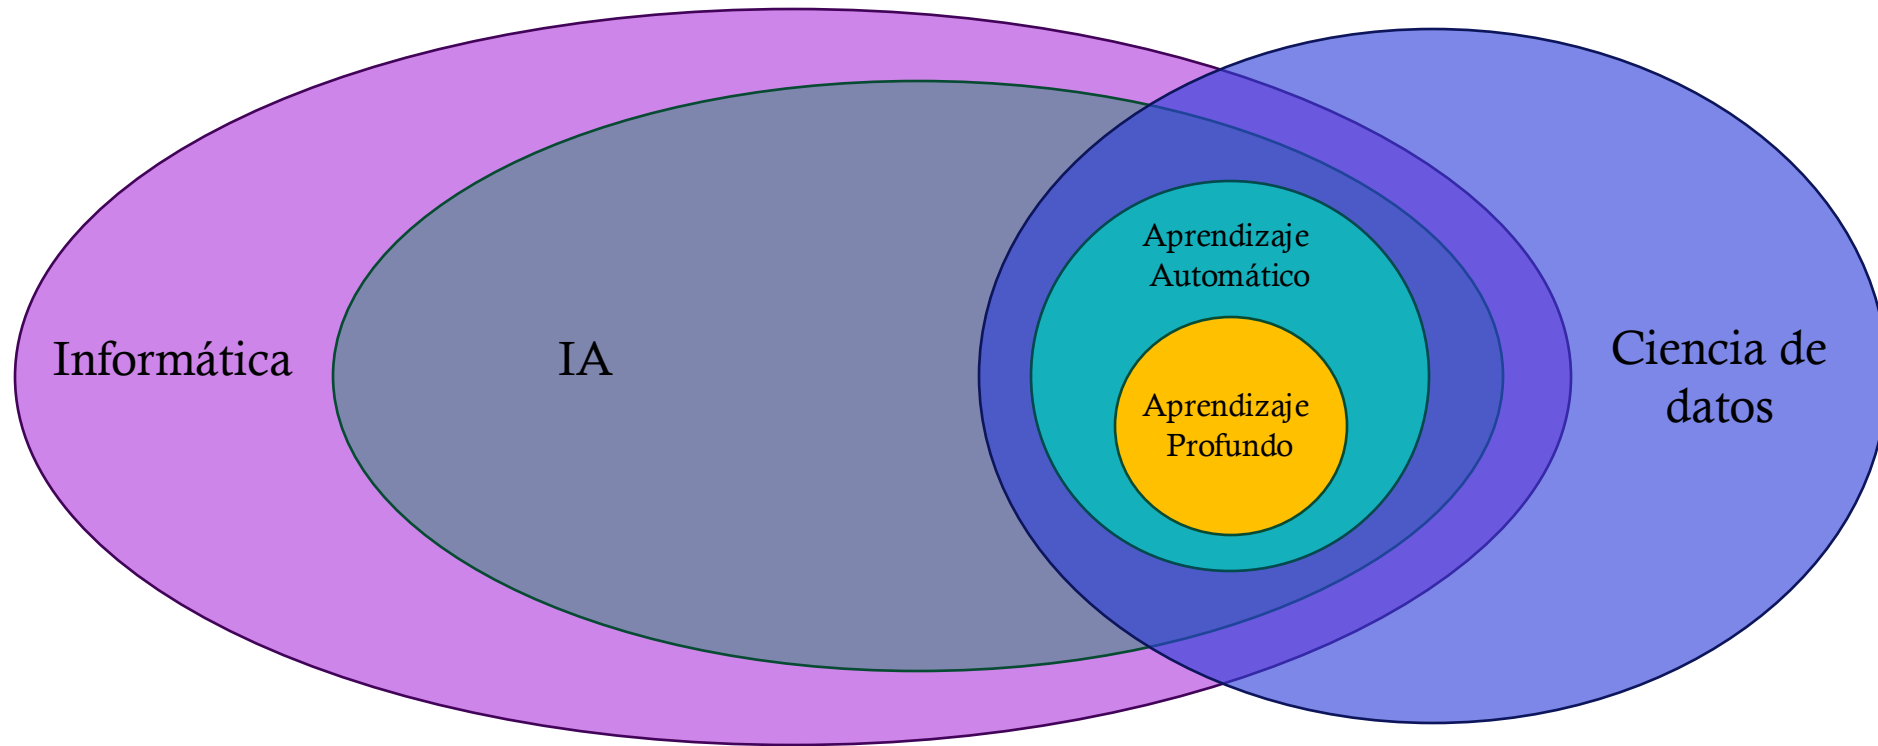 Informática
IA
Aprendizaje
Automático
Aprendizaje
Profundo
Ciencia de
datos